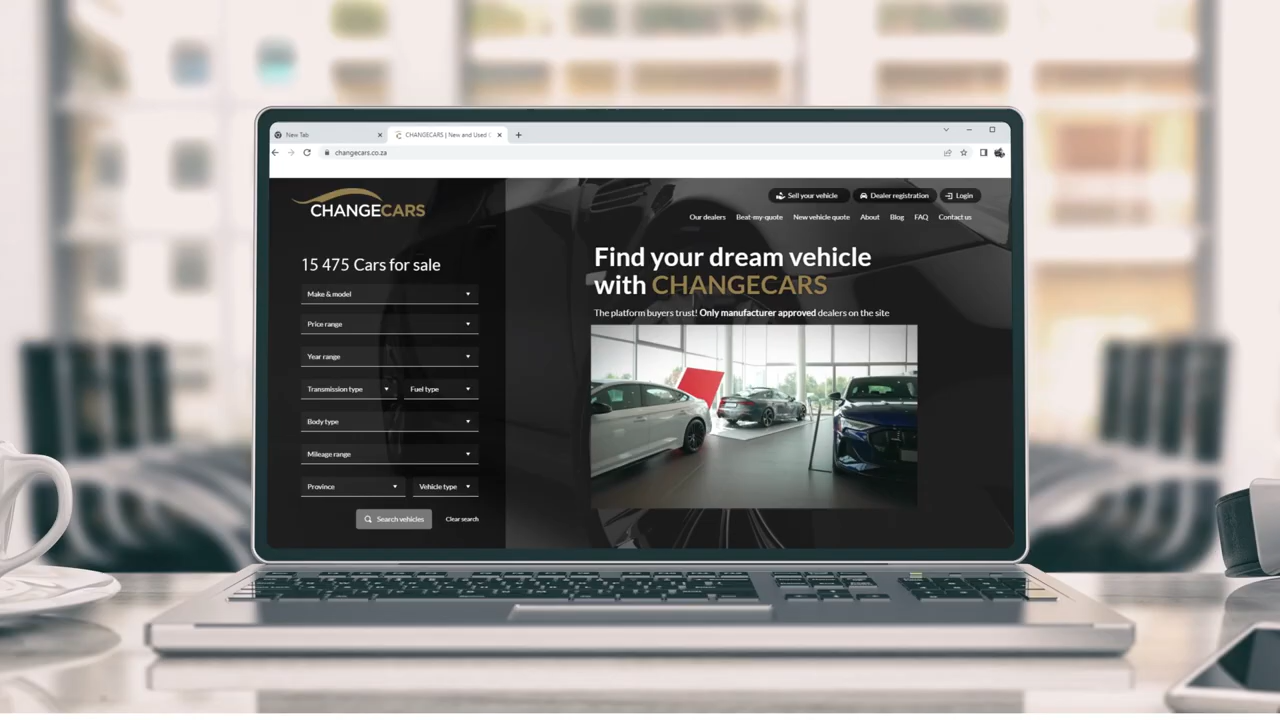 New Tab
CHANGECARS | New and Used C
changecars.co.za
CHANGECARS
Sell your vehicle
Dealer registration
Login
Our dealers
Beat-my-quote
New vehicle quote
About
Blog
FAQ
Contact us
15 475 Cars for sale
Make & model
Price range
Year range
Transmission type
Fuel type
Body type
Mileage range
Province
Vehicle type
Search vehicles
Clear search
Find your dream vehicle
with CHANGECARS
The platform buyers trust! Only manufacturer approved dealers on the site